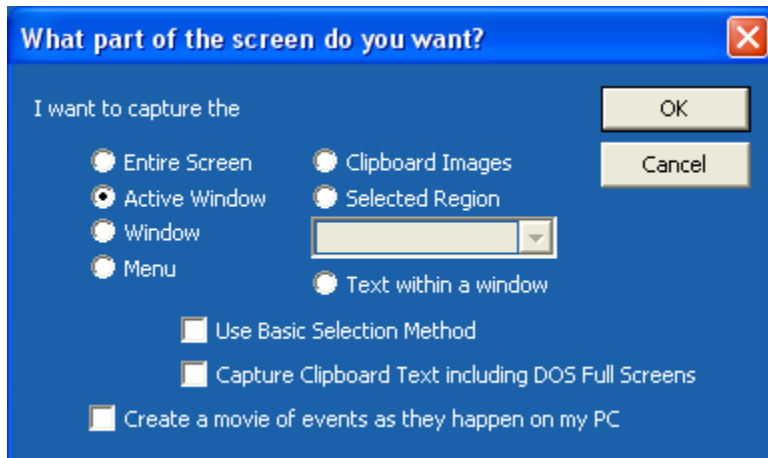 What part of the screen do you want?
I want to capture the
OK
Entire Screen
Clipboard Images
Cancel
Active Window
Selected Region
Window
Menu
Text within a window
Use Basic Selection Method
Capture Clipboard Text including DOS Full Screens
Create a movie of events as they happen on my PC